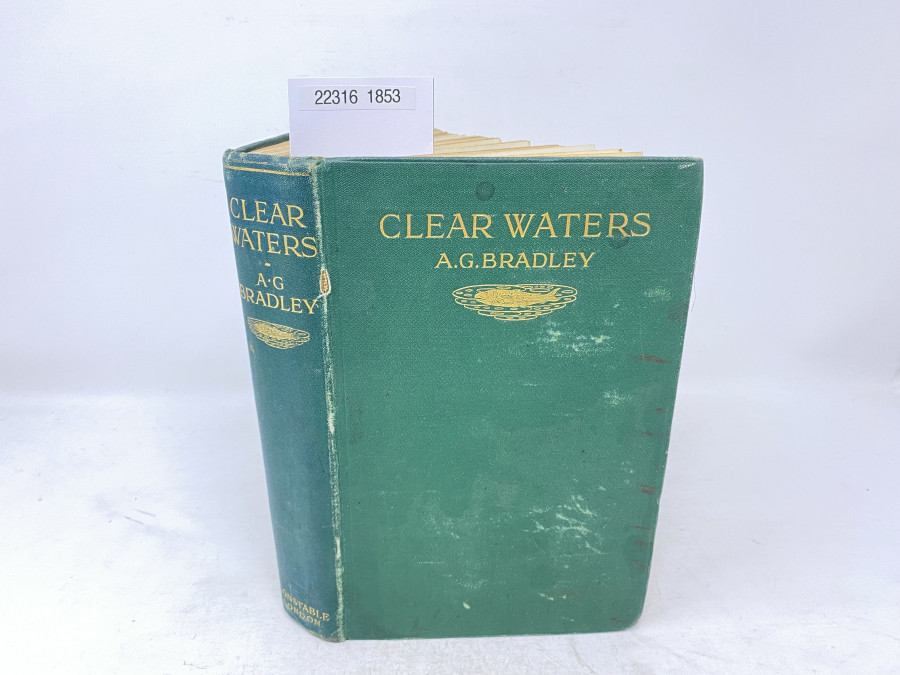 22316 1853
CLEAR
WATERS
A·G
BRADLEY
CONSTABLE
LONDON
CLEAR WATERS
A.G.BRADLEY